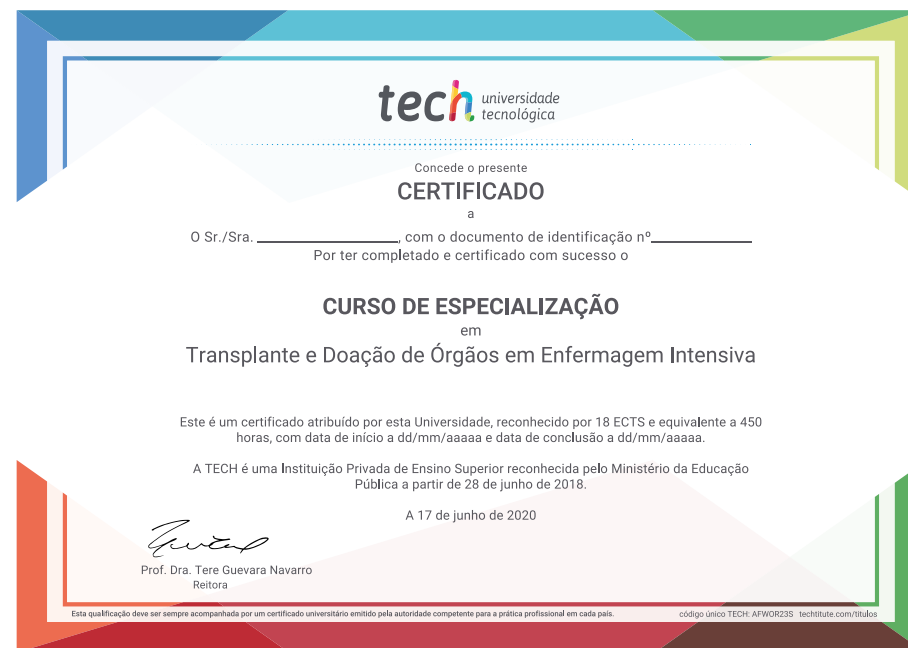 tech universidade
tecnológica
Concede o presente
CERTIFICADO
a
O Sr./Sra. ____________________, com o documento de identificação nº______________
Por ter completado e certificado com sucesso o
CURSO DE ESPECIALIZAÇÃO
em
Transplante e Doação de Órgãos em Enfermagem Intensiva
Este é um certificado atribuído por esta Universidade, reconhecido por 18 ECTS e equivalente a 450
horas, com data de início a dd/mm/aaaaa e data de conclusão a dd/mm/aaaaa.
A TECH é uma Instituição Privada de Ensino Superior reconhecida pelo Ministério da Educação
Pública a partir de 28 de junho de 2018.
A 17 de junho de 2020
Prof. Dra. Tere Guevara Navarro
Reitora
Esta qualificação deve ser sempre acompanhada por um certificado universitário emitido pela autoridade competente para a prática profissional em cada país. código único TECH: AFWOR23S techtitute.com/titulos